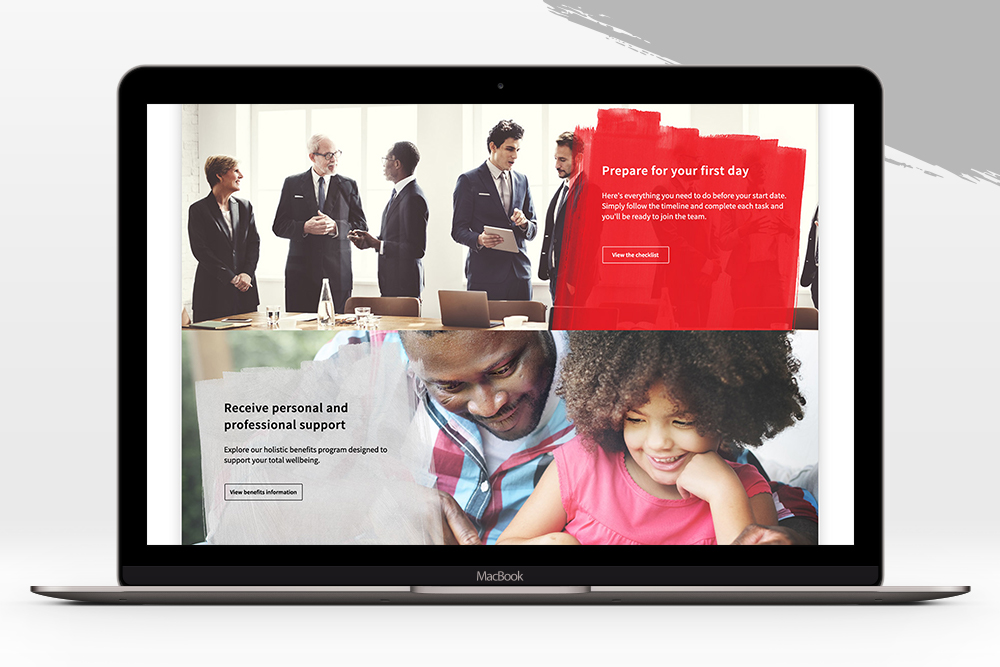 Prepare for your first day
Here's everything you need to do before your start date.
Simply follow the timeline and complete each task and
you'll be ready to join the team.
View the checklist
Receive personal and
professional support
Explore our holistic benefits program designed to
support your total wellbeing.
View benefits information
MacBook